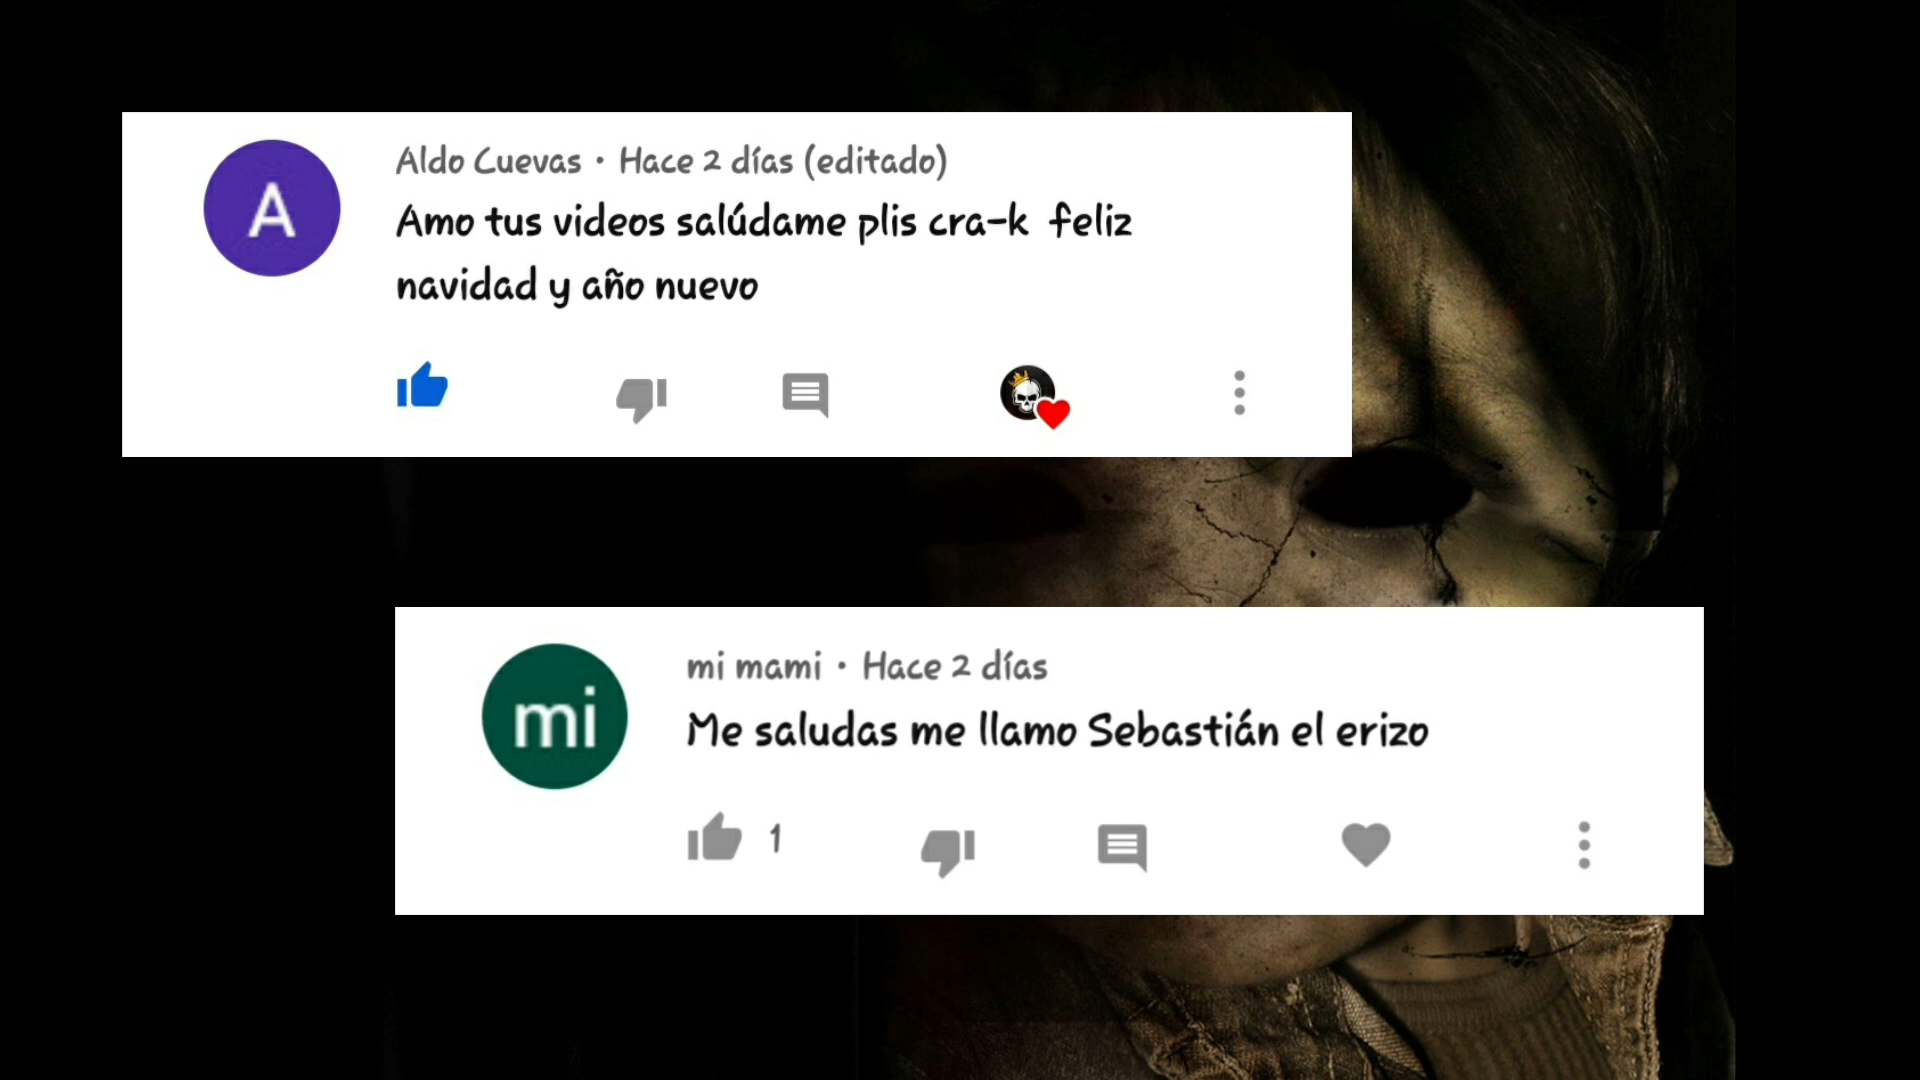 A
Aldo Cuevas · Hace 2 días (editado)
Amo tus videos salúdame plis cra-k feliz
navidad y año nuevo
mi
mi mami · Hace 2 días
Me saludas me llamo Sebastián el erizo
1